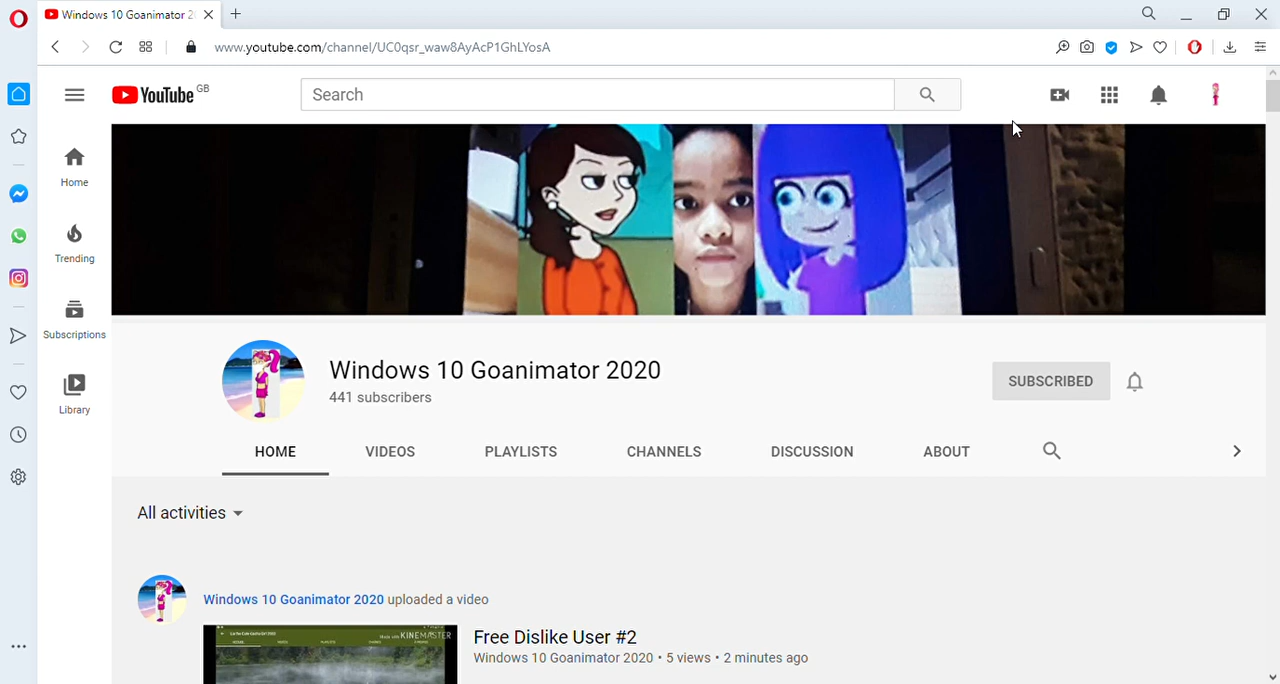 Windows 10 Goanimator 2
www.youtube.com/channel/UC0qsr_waw8AyAcP1GhLYosA
YouTube GB
Search
Home
Trending
Subscriptions
Library
Windows 10 Goanimator 2020
441 subscribers
SUBSCRIBED
HOME VIDEOS PLAYLISTS CHANNELS DISCUSSION ABOUT
All activities
Windows 10 Goanimator 2020 uploaded a video
Made with KINEMASTER
Free Dislike User #2
Windows 10 Goanimator 2020 • 5 views • 2 minutes ago